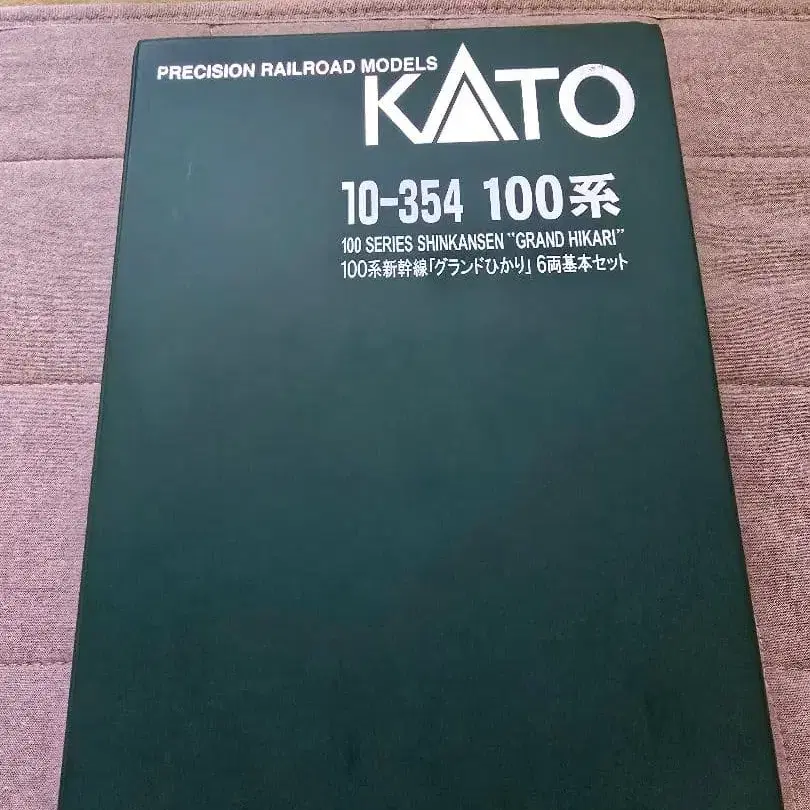 PRECISION RAILROAD MODELS
KATO
10-354 100系
100 SERIES SHINKANSEN "GRAND HIKARI"
100系新幹線「グランドひかり」6両基本セット